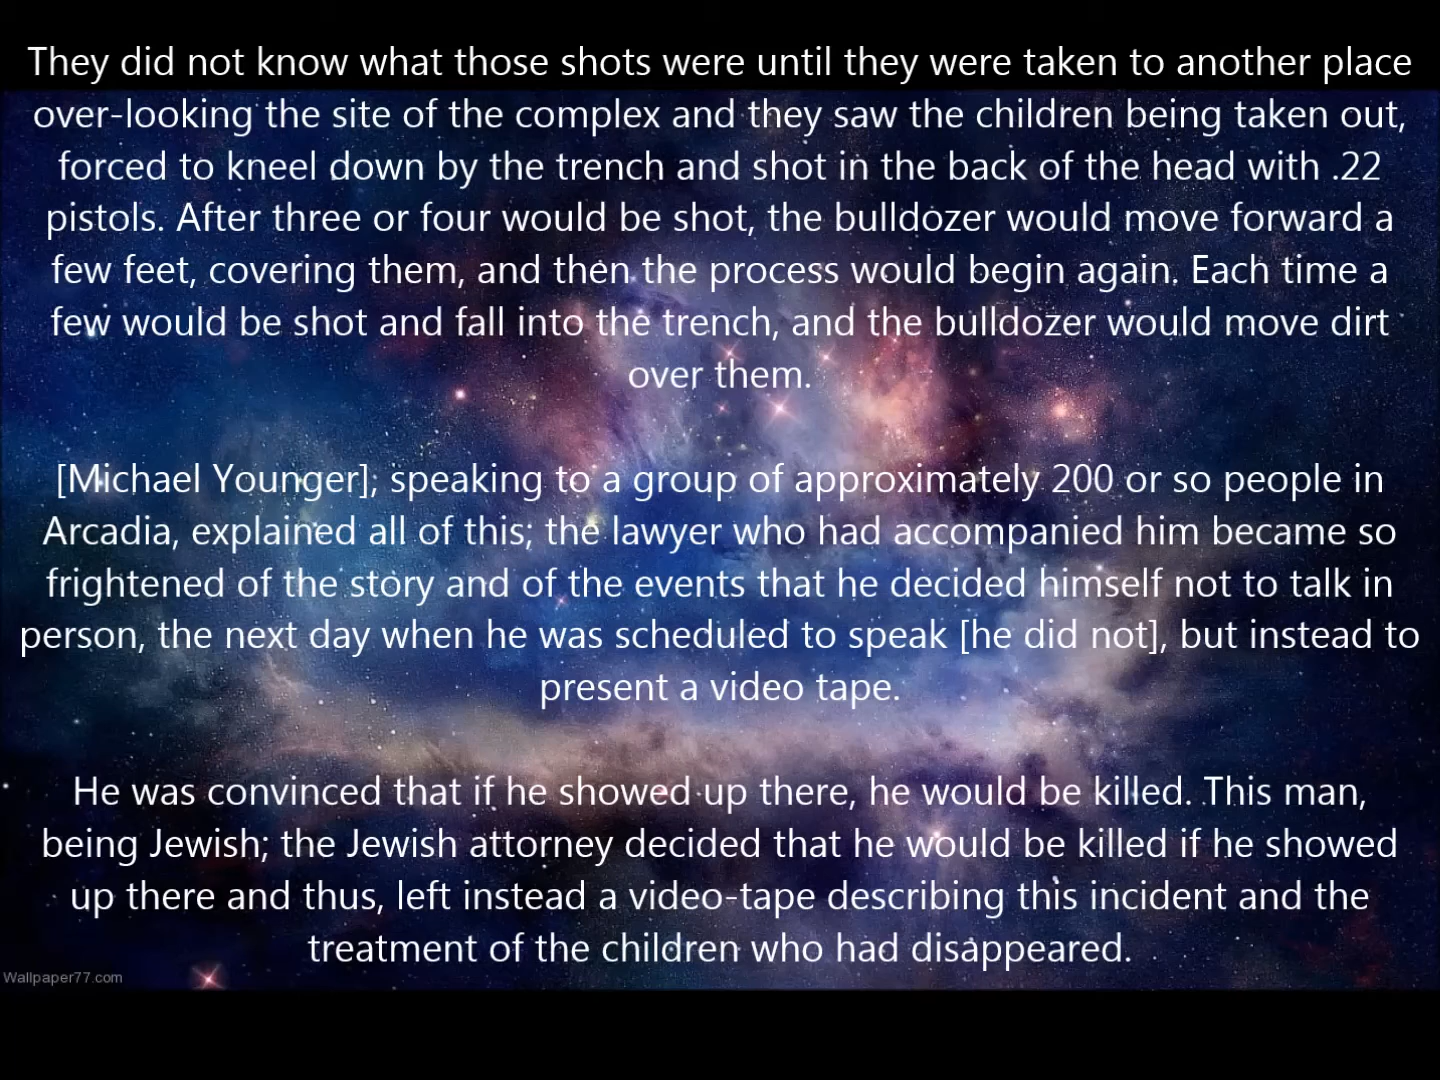 They did not know what those shots were until they were taken to another place
over-looking the site of the complex and they saw the children being taken out,
forced to kneel down by the trench and shot in the back of the head with .22
pistols. After three or four would be shot, the bulldozer would move forward a
few feet, covering them, and then the process would begin again. Each time a
few would be shot and fall into the trench, and the bulldozer would move dirt
over them.
[Michael Younger]; speaking to a group of approximately 200 or so people in
Arcadia, explained all of this; the lawyer who had accompanied him became so
frightened of the story and of the events that he decided himself not to talk in
person, the next day when he was scheduled to speak [he did not], but instead to
present a video tape.
He was convinced that if he showed up there, he would be killed. This man,
being Jewish; the Jewish attorney decided that he would be killed if he showed
up there and thus, left instead a video-tape describing this incident and the
treatment of the children who had disappeared.
Wallpaper77.com